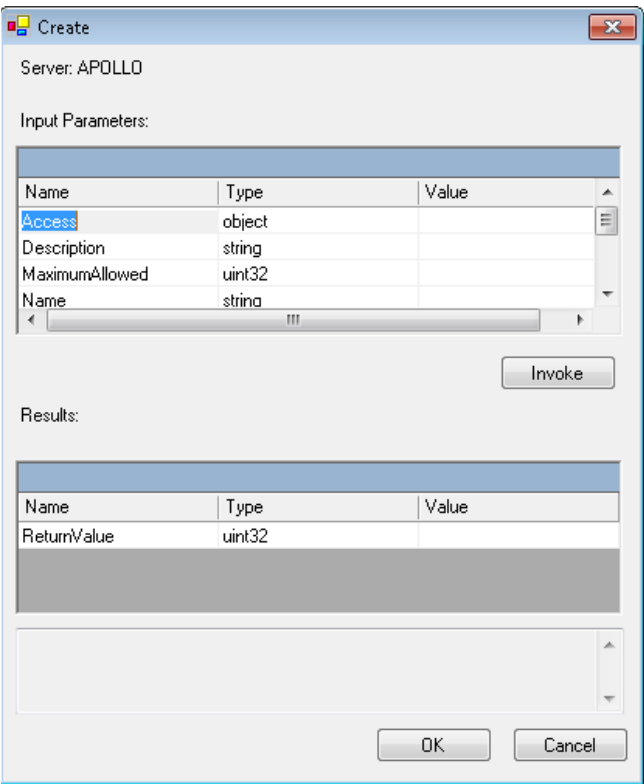 Create
Server: APOLLO
Input Parameters:
Name Type Value
Access object
Description string
MaximumAllowed uint32
Name string
Invoke
Results:
Name Type Value
ReturnValue uint32
OK Cancel